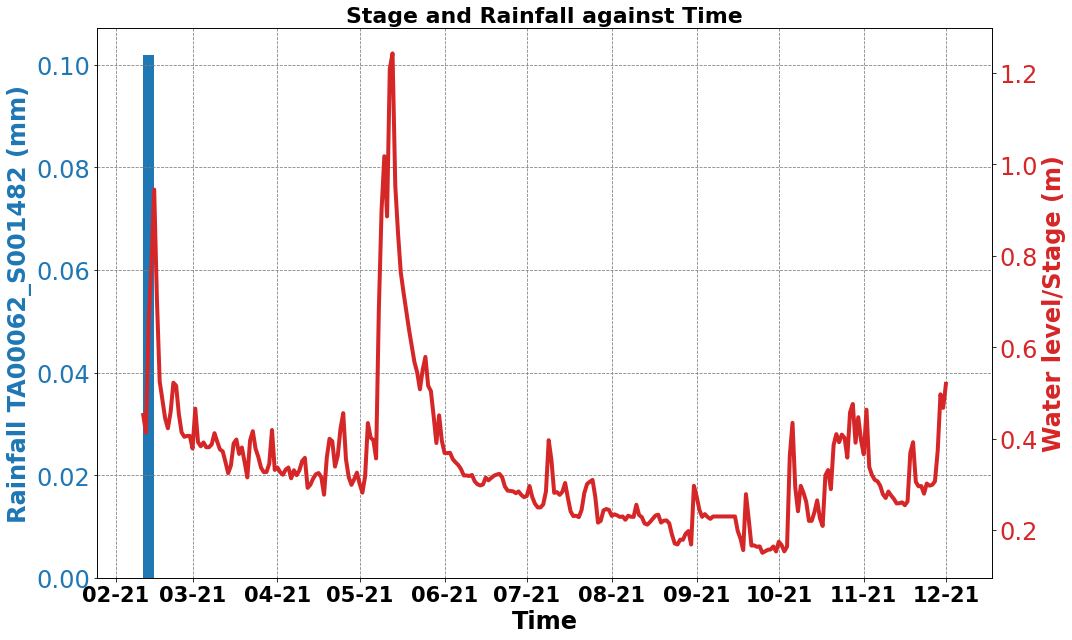 Stage and Rainfall against Time
Rainfall TA00062_S001482 (mm)
0.10
0.08
0.06
0.04
0.02
0.00
1.2
1.0
0.8
0.6
0.4
0.2
Water level/Stage (m)
02-21 03-21 04-21 05-21 06-21 07-21 08-21 09-21 10-21 11-21 12-21
Time